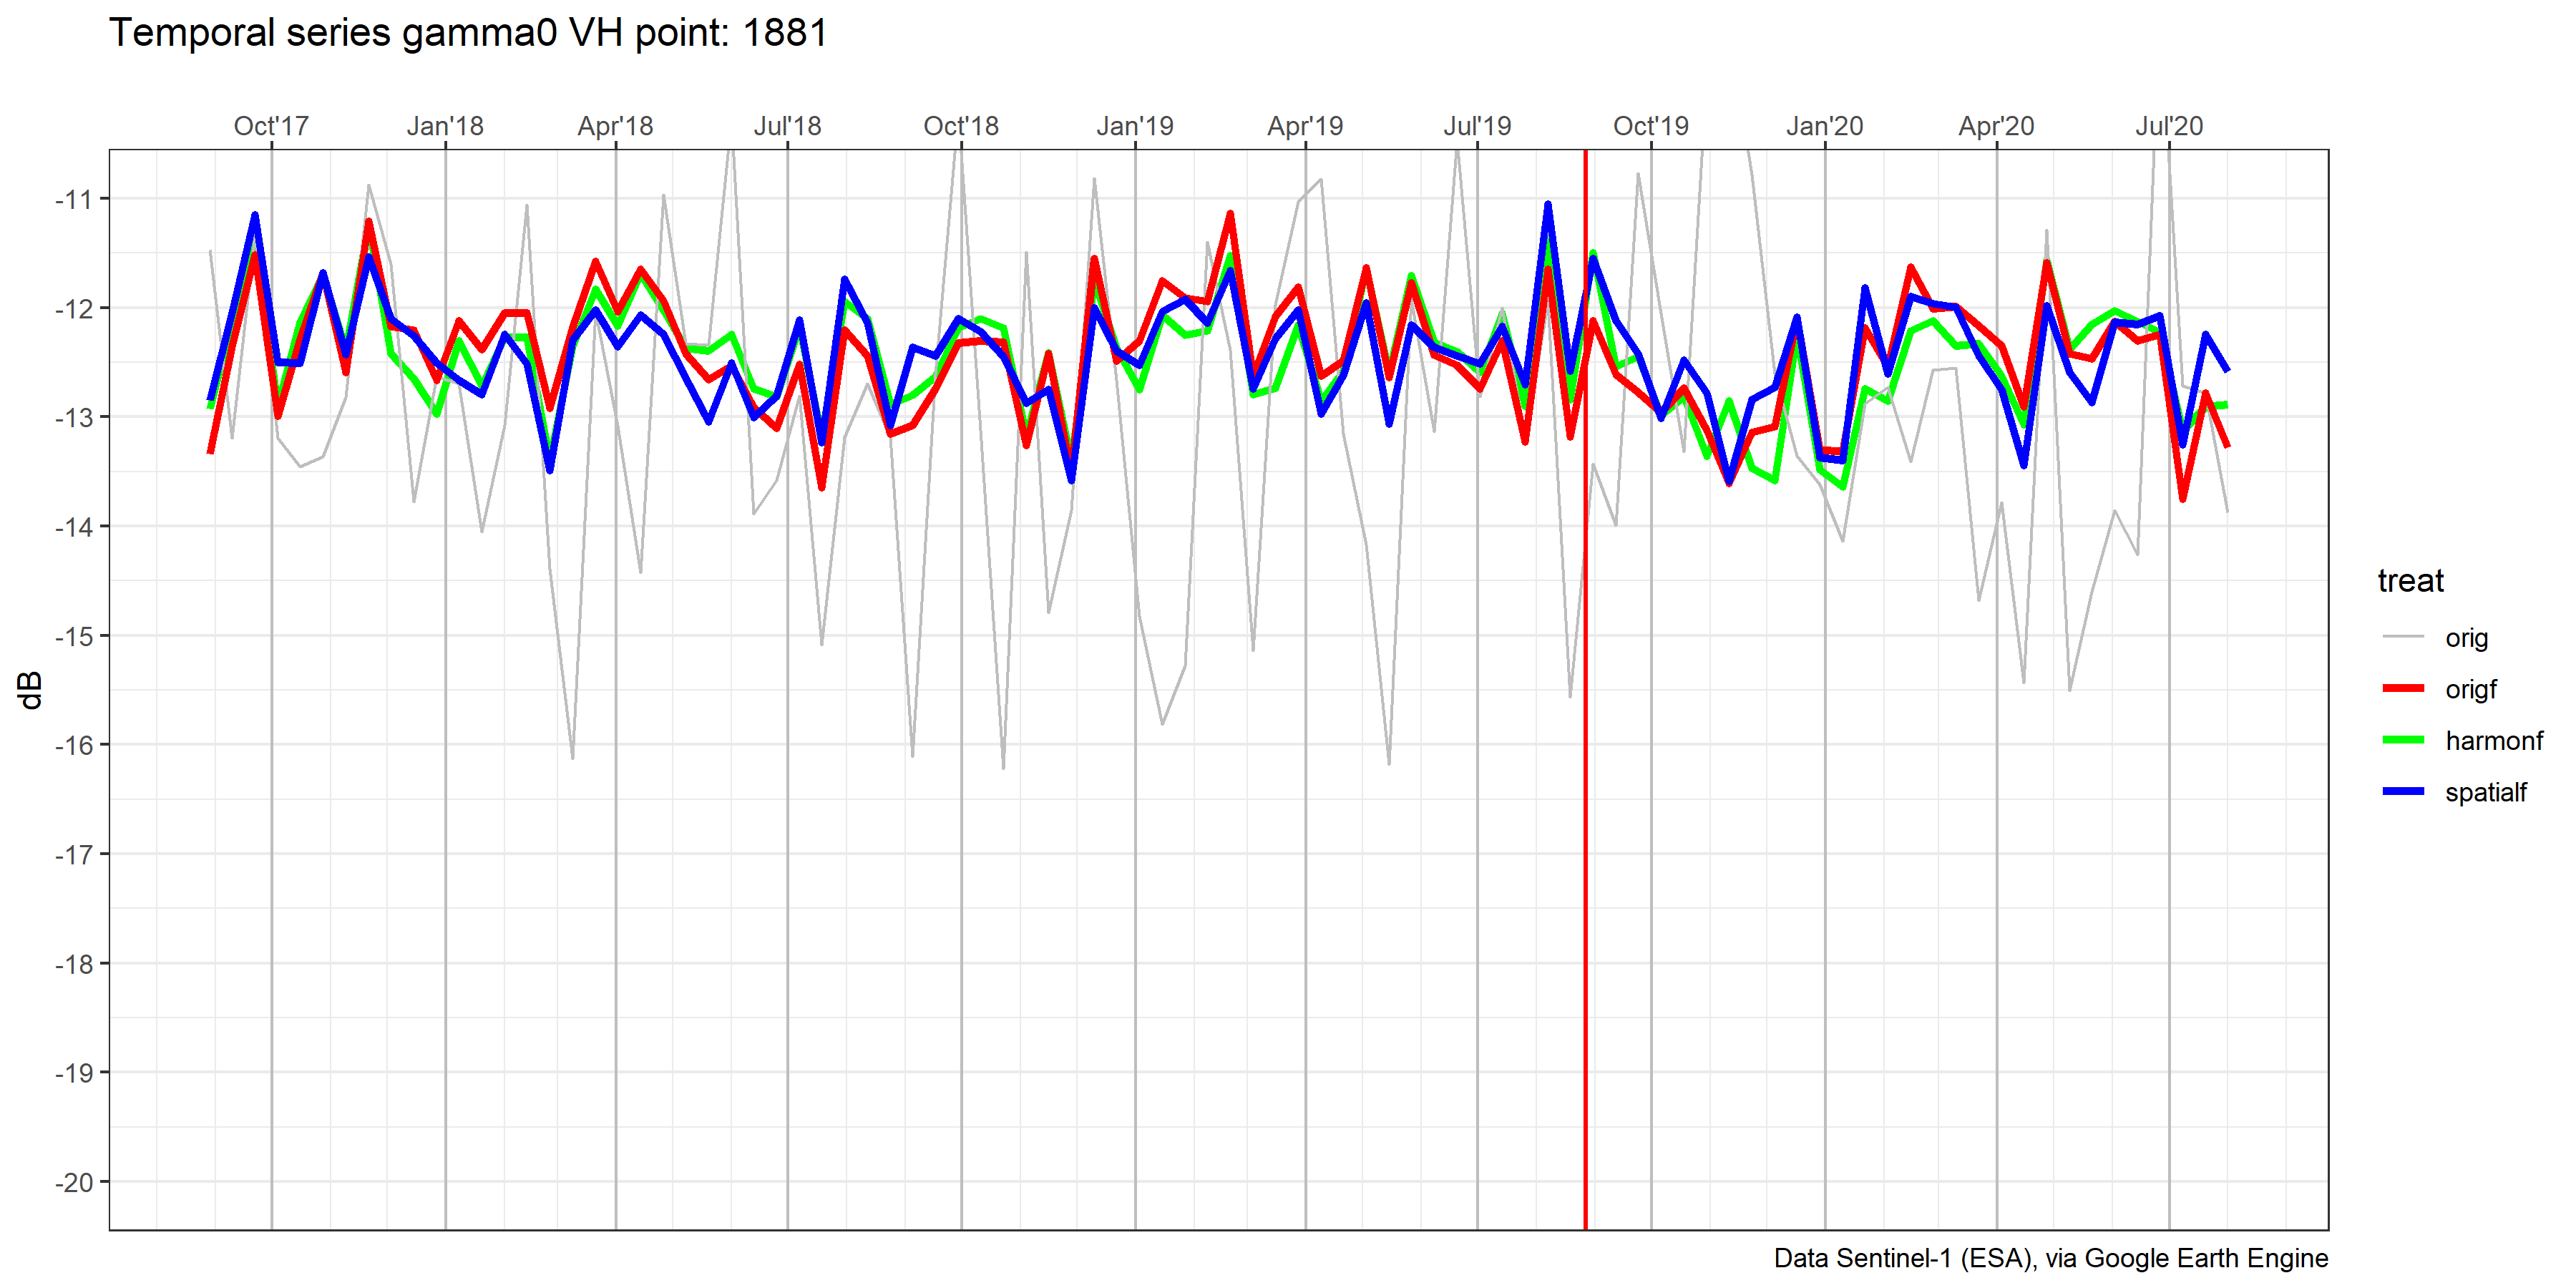 Temporal series gamma0 VH point: 1881
Oct'17 Jan'18 Apr'18 Jul'18 Oct'18 Jan'19 Apr'19 Jul'19 Oct'19 Jan'20 Apr'20 Jul'20
-11
-12
-13
-14
-15
-16
-17
-18
-19
-20
dB
treat
orig
origf
harmonf
spatialf
Data Sentinel-1 (ESA), via Google Earth Engine